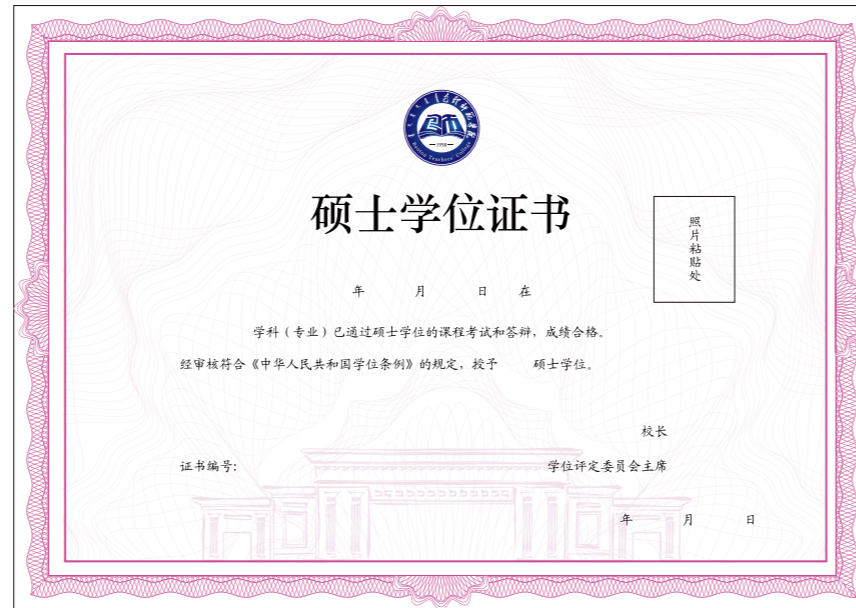 1958
硕士学位证书
照片粘贴处
年 月 日 在
学科（专业）已通过硕士学位的课程考试和答辩，成绩合格。
经审核符合《中华人民共和国学位条例》的规定，授予 硕士学位。
校长
证书编号： 学位评定委员会主席
年 月 日